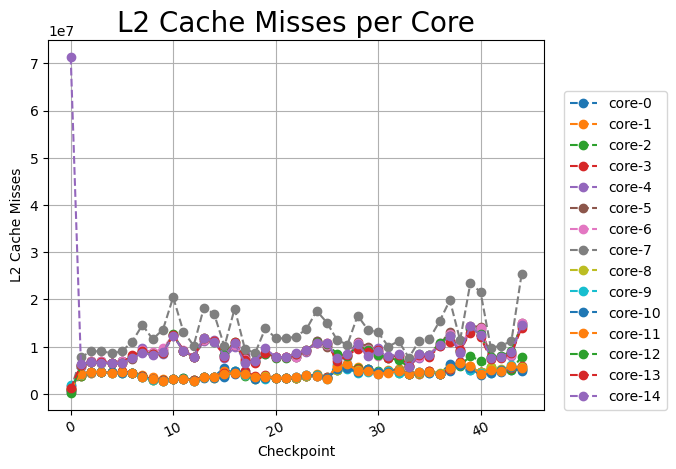 L2 Cache Misses per Core
1e7
7
6
5
4
3
2
1
0
L2 Cache Misses
0
10
20
30
40
Checkpoint
core-0
core-1
core-2
core-3
core-4
core-5
core-6
core-7
core-8
core-9
core-10
core-11
core-12
core-13
core-14